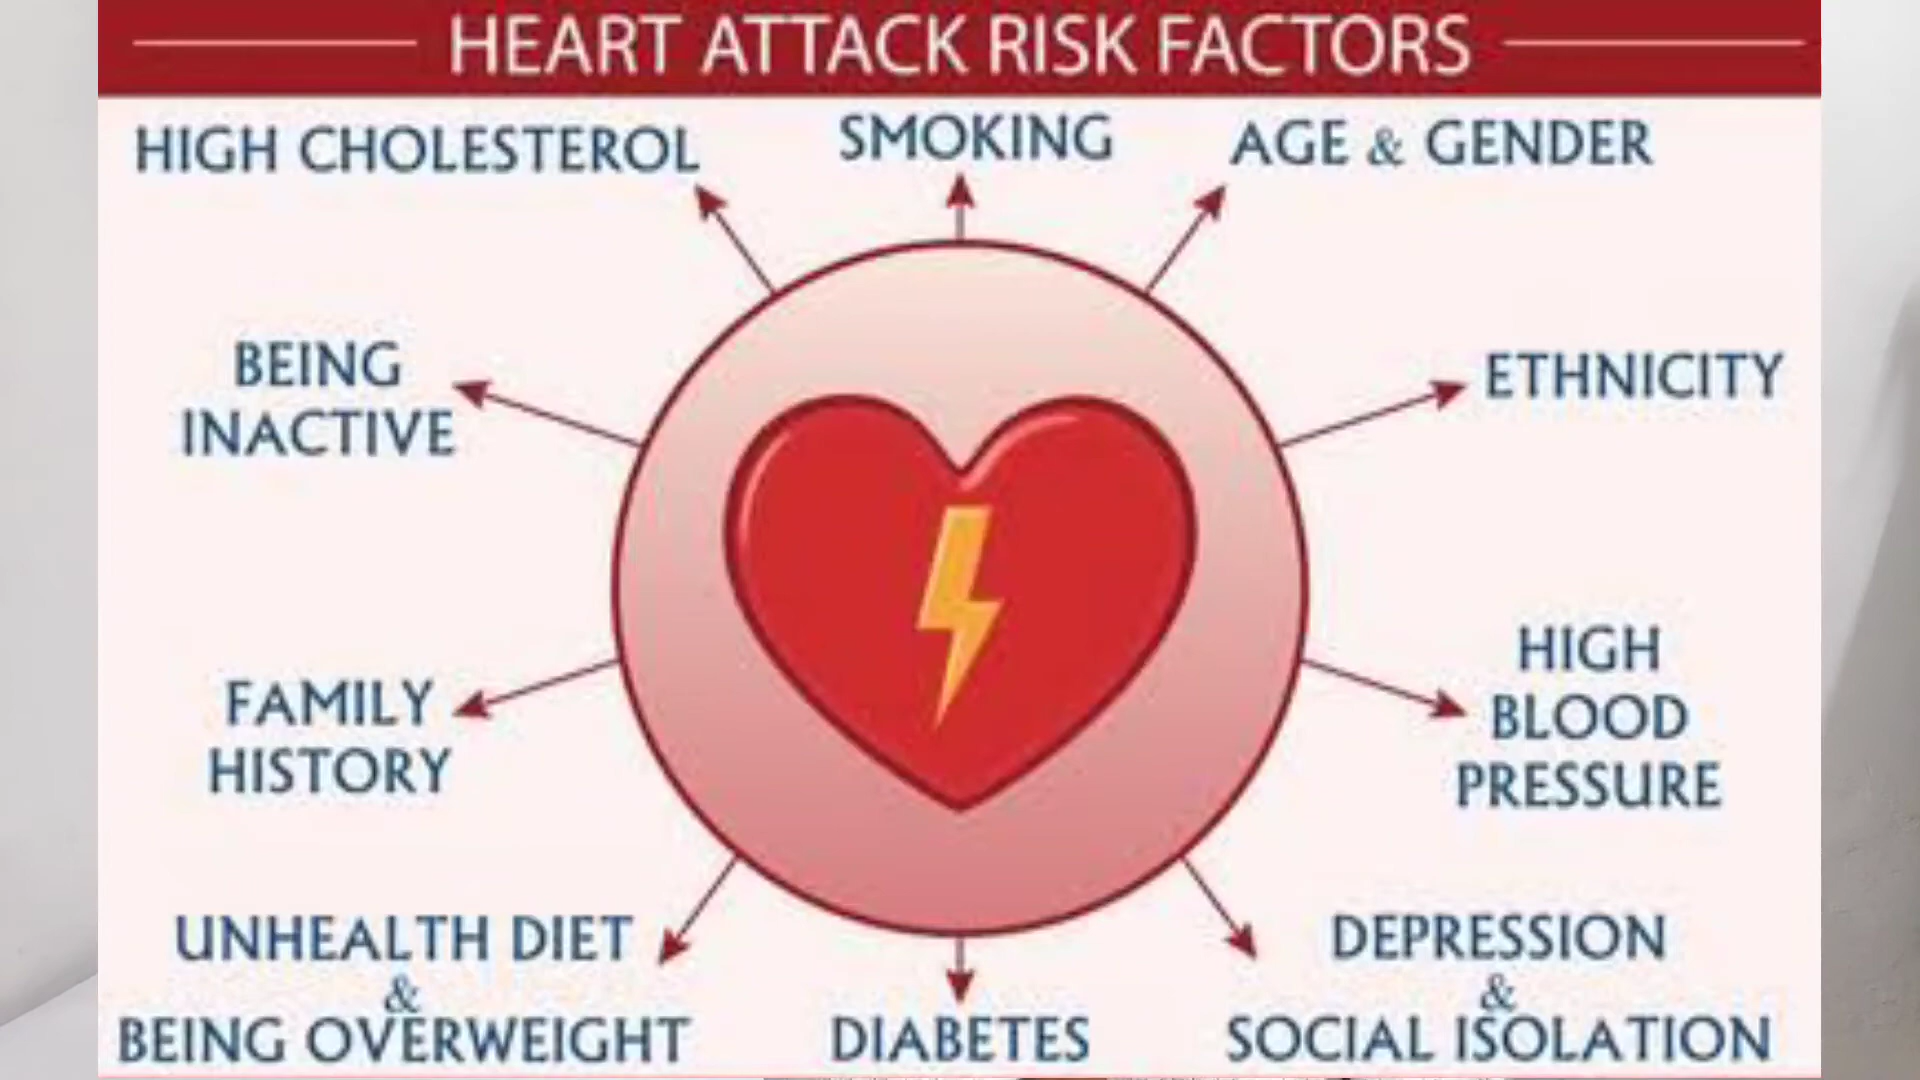 HEART ATTACK RISK FACTORS
HIGH CHOLESTEROL
SMOKING
AGE & GENDER
BEING
INACTIVE
ETHNICITY
FAMILY
HISTORY
HIGH
BLOOD
PRESSURE
UNHEALTH DIET
&
BEING OVERWEIGHT
DIABETES
DEPRESSION
&
SOCIAL ISOLATION